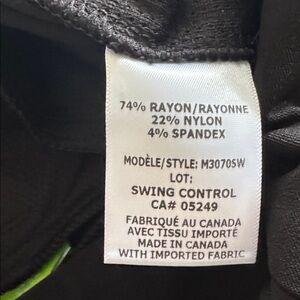 74% RAYON/RAYONNE
22% NYLON
4% SPANDEX
MODÈLE/STYLE: M3070SW
LOT:
SWING CONTROL
CA# 05249
FABRIQUÉ AU CANADA
AVEC TISSU IMPORTÉ
MADE IN CANADA
WITH IMPORTED FABRIC